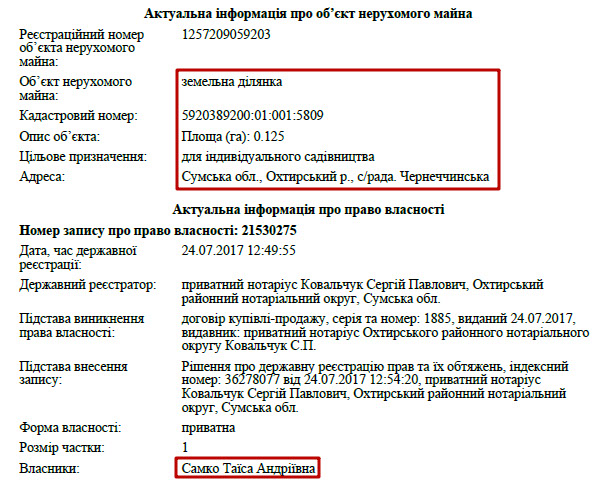 Актуальна інформація про об’єкт нерухомого майна
Реєстраційний номер об’єкта нерухомого майна: 1257209059203
Об’єкт нерухомого майна: земельна ділянка
Кадастровий номер: 5920389200:01:001:5809
Опис об’єкта: Площа (га): 0.125
Цільове призначення: для індивідуального садівництва
Адреса: Сумська обл., Охтирський р., с/рада. Чернеччинська
Актуальна інформація про право власності
Номер запису про право власності: 21530275
Дата, час державної реєстрації: 24.07.2017 12:49:55
Державний реєстратор: приватний нотаріус Ковальчук Сергій Павлович, Охтирський
районний нотаріальний округ, Сумська обл.
Підстава виникнення права власності: договір купівлі-продажу, серія та номер: 1885, виданий 24.07.2017,
видавник: приватний нотаріус Охтирського районного нотаріального
округу Ковальчук С.П.
Підстава внесення запису: Рішення про державну реєстрацію прав та їх обтяжень, індексний
номер: 36278077 від 24.07.2017 12:54:20, приватний нотаріус
Ковальчук Сергій Павлович, Охтирський районний нотаріальний
округ, Сумська обл.
Форма власності: приватна
Розмір частки: 1
Власники: Самко Таїса Андріївна